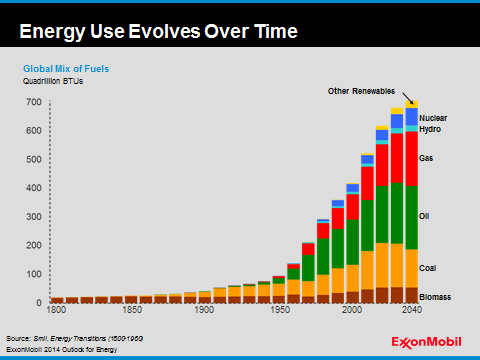 Energy Use Evolves Over Time
Global Mix of Fuels
Quadrillion BTUs
Other Renewables
700
Nuclear
Hydro
600
Gas
500
400
300
Oil
200
Coal
100
Biomass
0
1800
1850
1900
1950
2000
2040
Source: Smil, Energy Transitions (1800-1960)
ExxonMobil 2014 Outlook for Energy
ExxonMobil